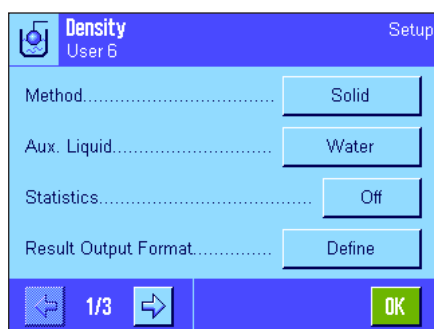 Density
User 6
Setup
Method.................................. Solid
Aux. Liquid............................ Water
Statistics...................................... Off
Result Output Format.............. Define
1/3
OK